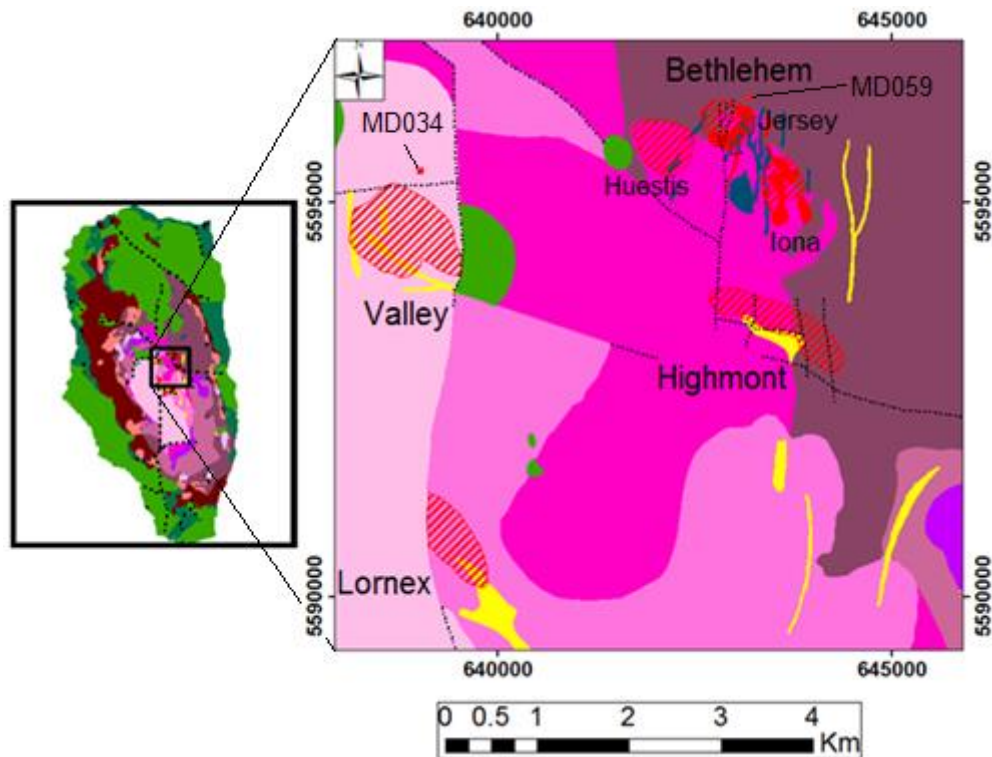 640000
645000
Bethlehem
MD059
MD034
Jersey
Huestis
5595000
5595000
Iona
Valley
Highmont
Lornex
5590000
5590000
640000
645000
0 0.5 1 2 3 4
Km